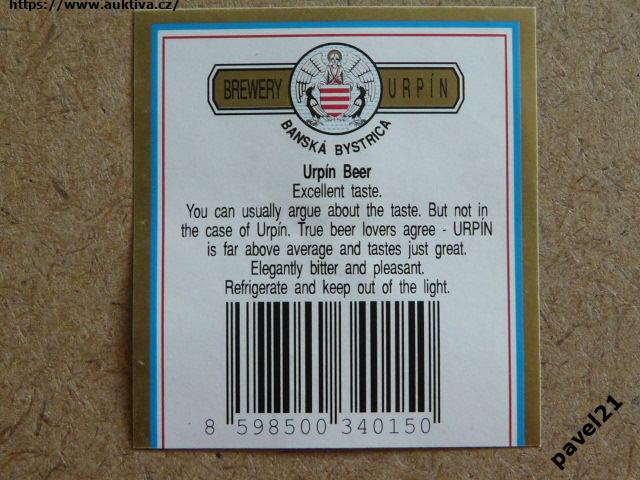 https://www.auktiva.cz/
BREWERY URPÍN
BANSKÁ BYSTRICA
Urpín Beer
Excellent taste.
You can usually argue about the taste. But not in
the case of Urpín. True beer lovers agree - URPÍN
is far above average and tastes just great.
Elegantly bitter and pleasant.
Refrigerate and keep out of the light.
8 598500 340150
pavel21